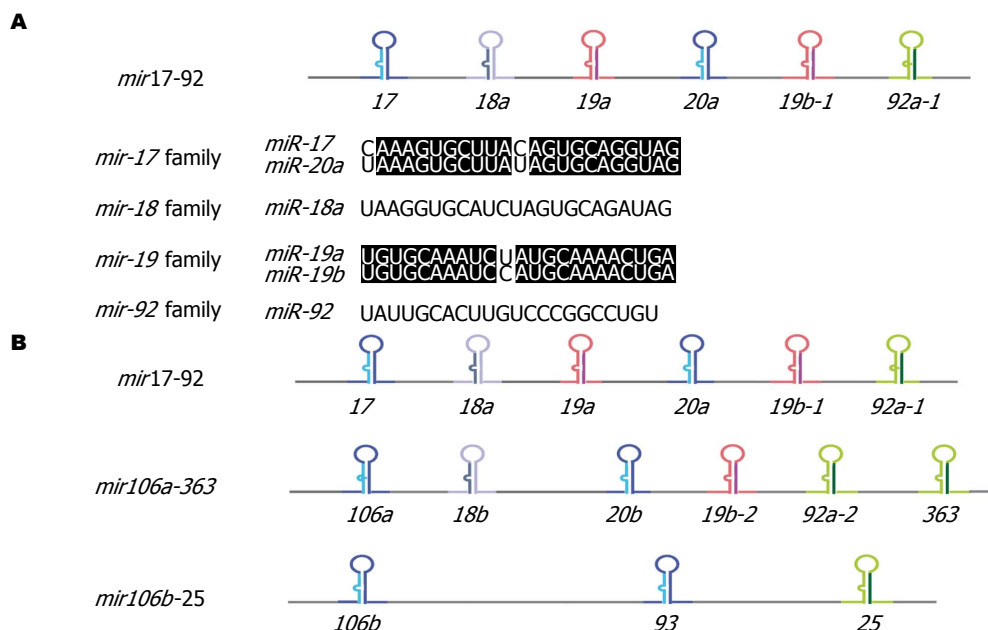 A
mir17-92
17 18a 19a 20a 19b-1 92a-1
mir-17 family miR-17 CAAAGUGCUUACAGUGCAGGUAG
miR-20a UAAAGUGCUUAUAGUGCAGGUAG
mir-18 family miR-18a UAAGGUGCAUCUAGUGCAGAUAG
mir-19 family miR-19a UGUGCAAAUCUAUGCAAAACUGA
miR-19b UGUGCAAAUCCAUGCAAAACUGA
mir-92 family miR-92 UAUUGCACUUGUCCCGGCCUGU
B
mir17-92
17 18a 19a 20a 19b-1 92a-1
mir106a-363
106a 18b 20b 19b-2 92a-2 363
mir106b-25
106b 93 25